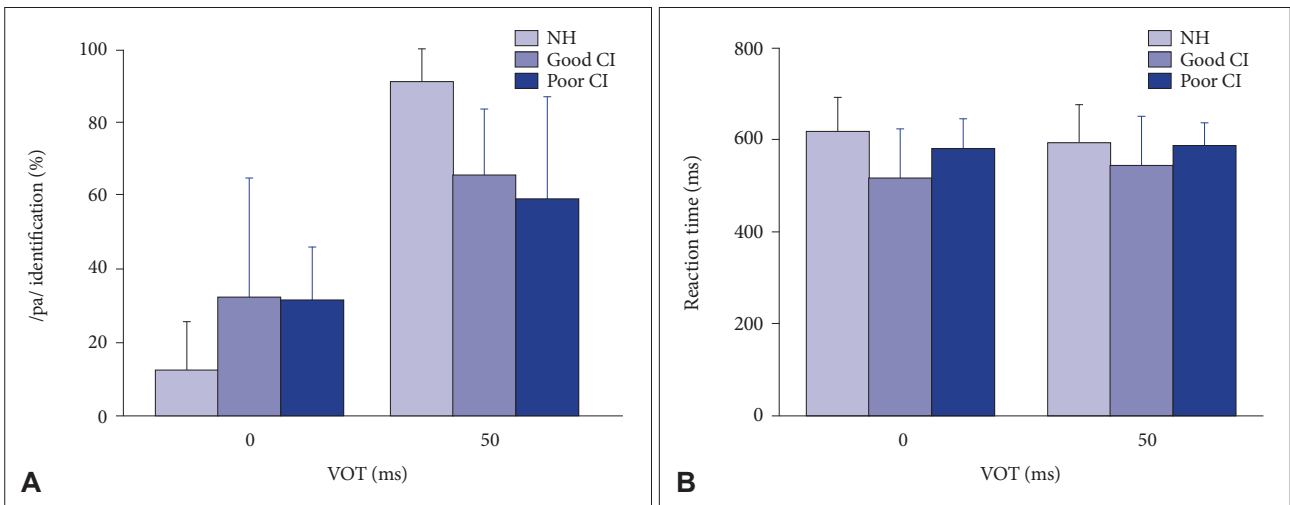 NH
Good CI
Poor CI
100
80
60
40
20
0
/pa/ identification (%)
0
50
VOT (ms)
A
NH
Good CI
Poor CI
800
600
400
200
0
Reaction time (ms)
0
50
VOT (ms)
B